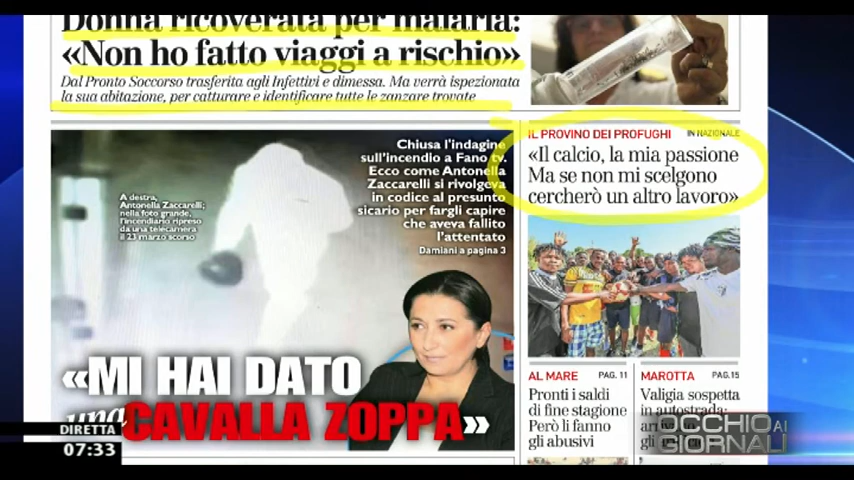 Donna ricoverata per malaria:
«Non ho fatto viaggi a rischio»
Dal Pronto Soccorso trasferita agli Infettivi e dimessa. Ma verrà ispezionata
la sua abitazione, per catturare e identificare tutte le zanzare trovate
Chiusa l'indagine
sull'incendio a Fano tv.
Ecco come Antonella
Zaccarelli si rivolgeva
in codice al presunto
sicario per fargli capire
che aveva fallito
l'attentato
Damiani a pagina 3
A destra,
Antonella Zaccarelli;
nella foto grande,
l'incendiario ripreso
da una telecamera
il 23 marzo scorso
«MI HAI DATO
una CAVALLA ZOPPA»
IL PROVINO DEI PROFUGHI IN NAZIONALE
«Il calcio, la mia passione
Ma se non mi scelgono
cercherò un altro lavoro»
AL MARE PAG. 11
Pronti i saldi
di fine stagione
Però li fanno
gli abusivi
MAROTTA PAG.15
Valigia sospetta
in autostrada:
OCCHIO AI
GIORNALI
DIRETTA
07:33